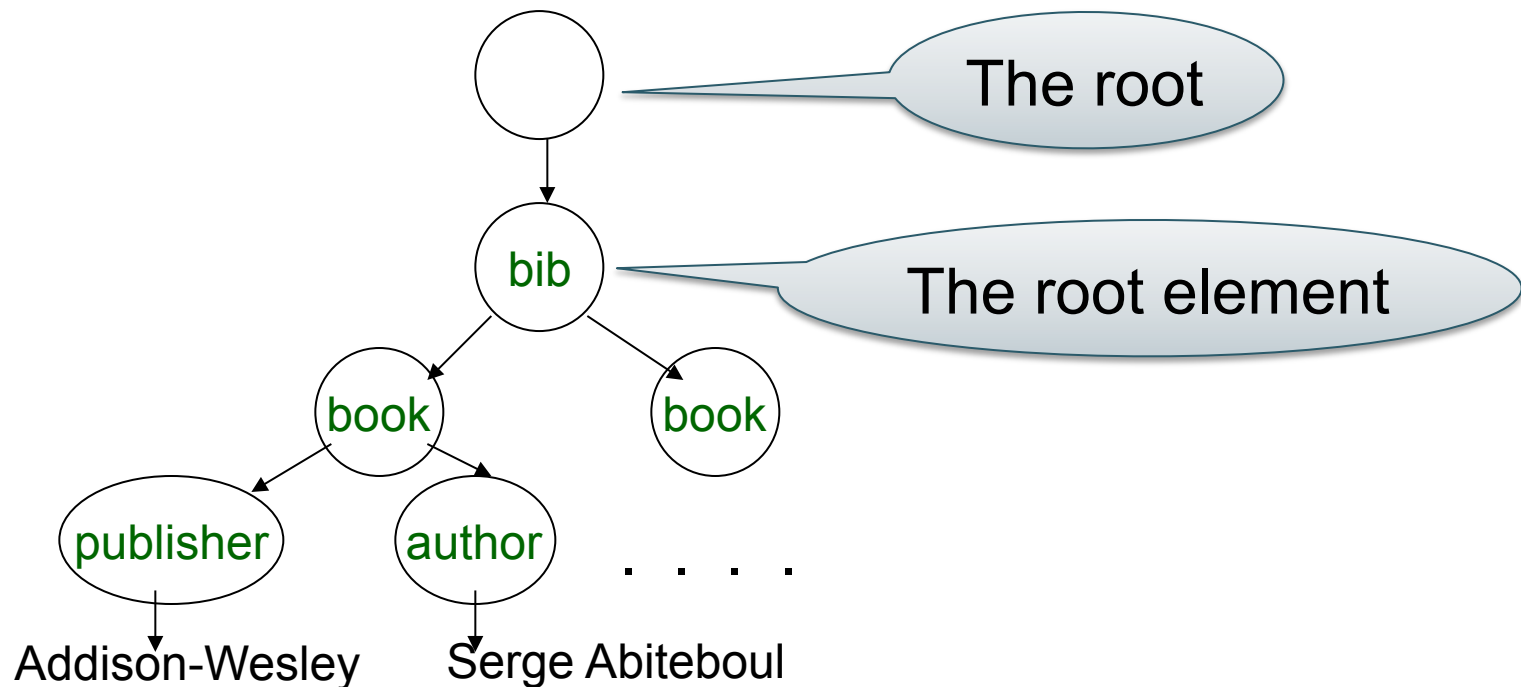 The root
bib
The root element
book
book
publisher
author
. . . .
Addison-Wesley
Serge Abiteboul